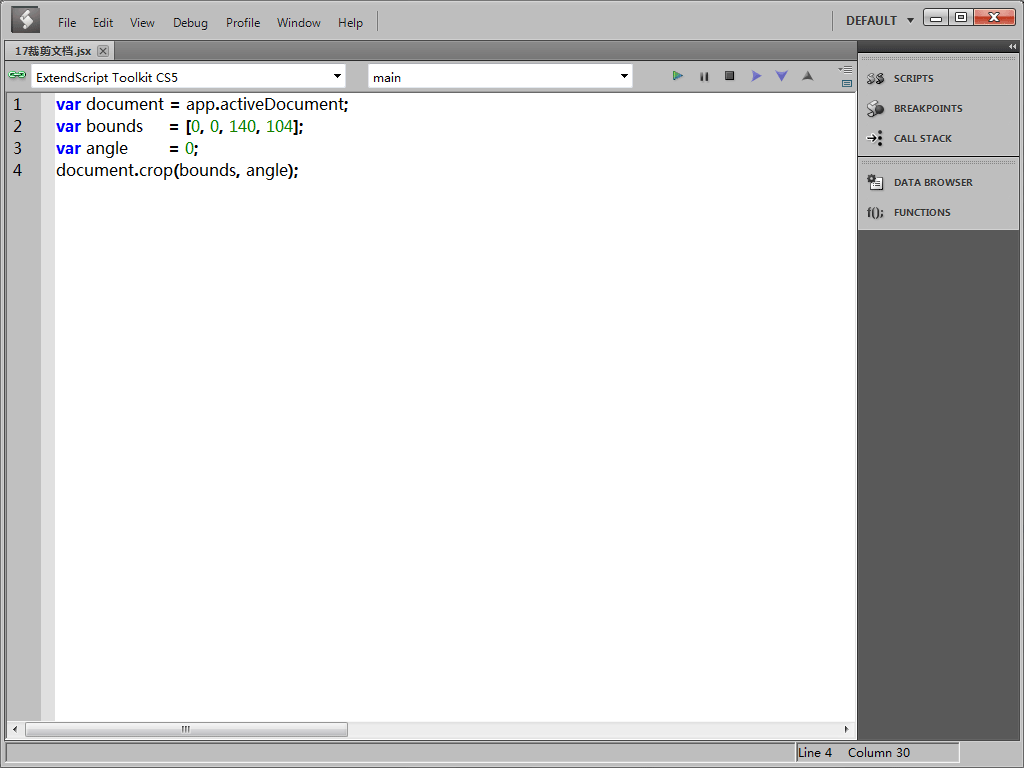 File Edit View Debug Profile Window Help DEFAULT
17裁剪文档.jsx
ExtendScript Toolkit CS5 main
1 var document = app.activeDocument;
2 var bounds = [0, 0, 140, 104];
3 var angle = 0;
4 document.crop(bounds, angle);
SCRIPTS
BREAKPOINTS
CALL STACK
DATA BROWSER
f(); FUNCTIONS
Line 4 Column 30